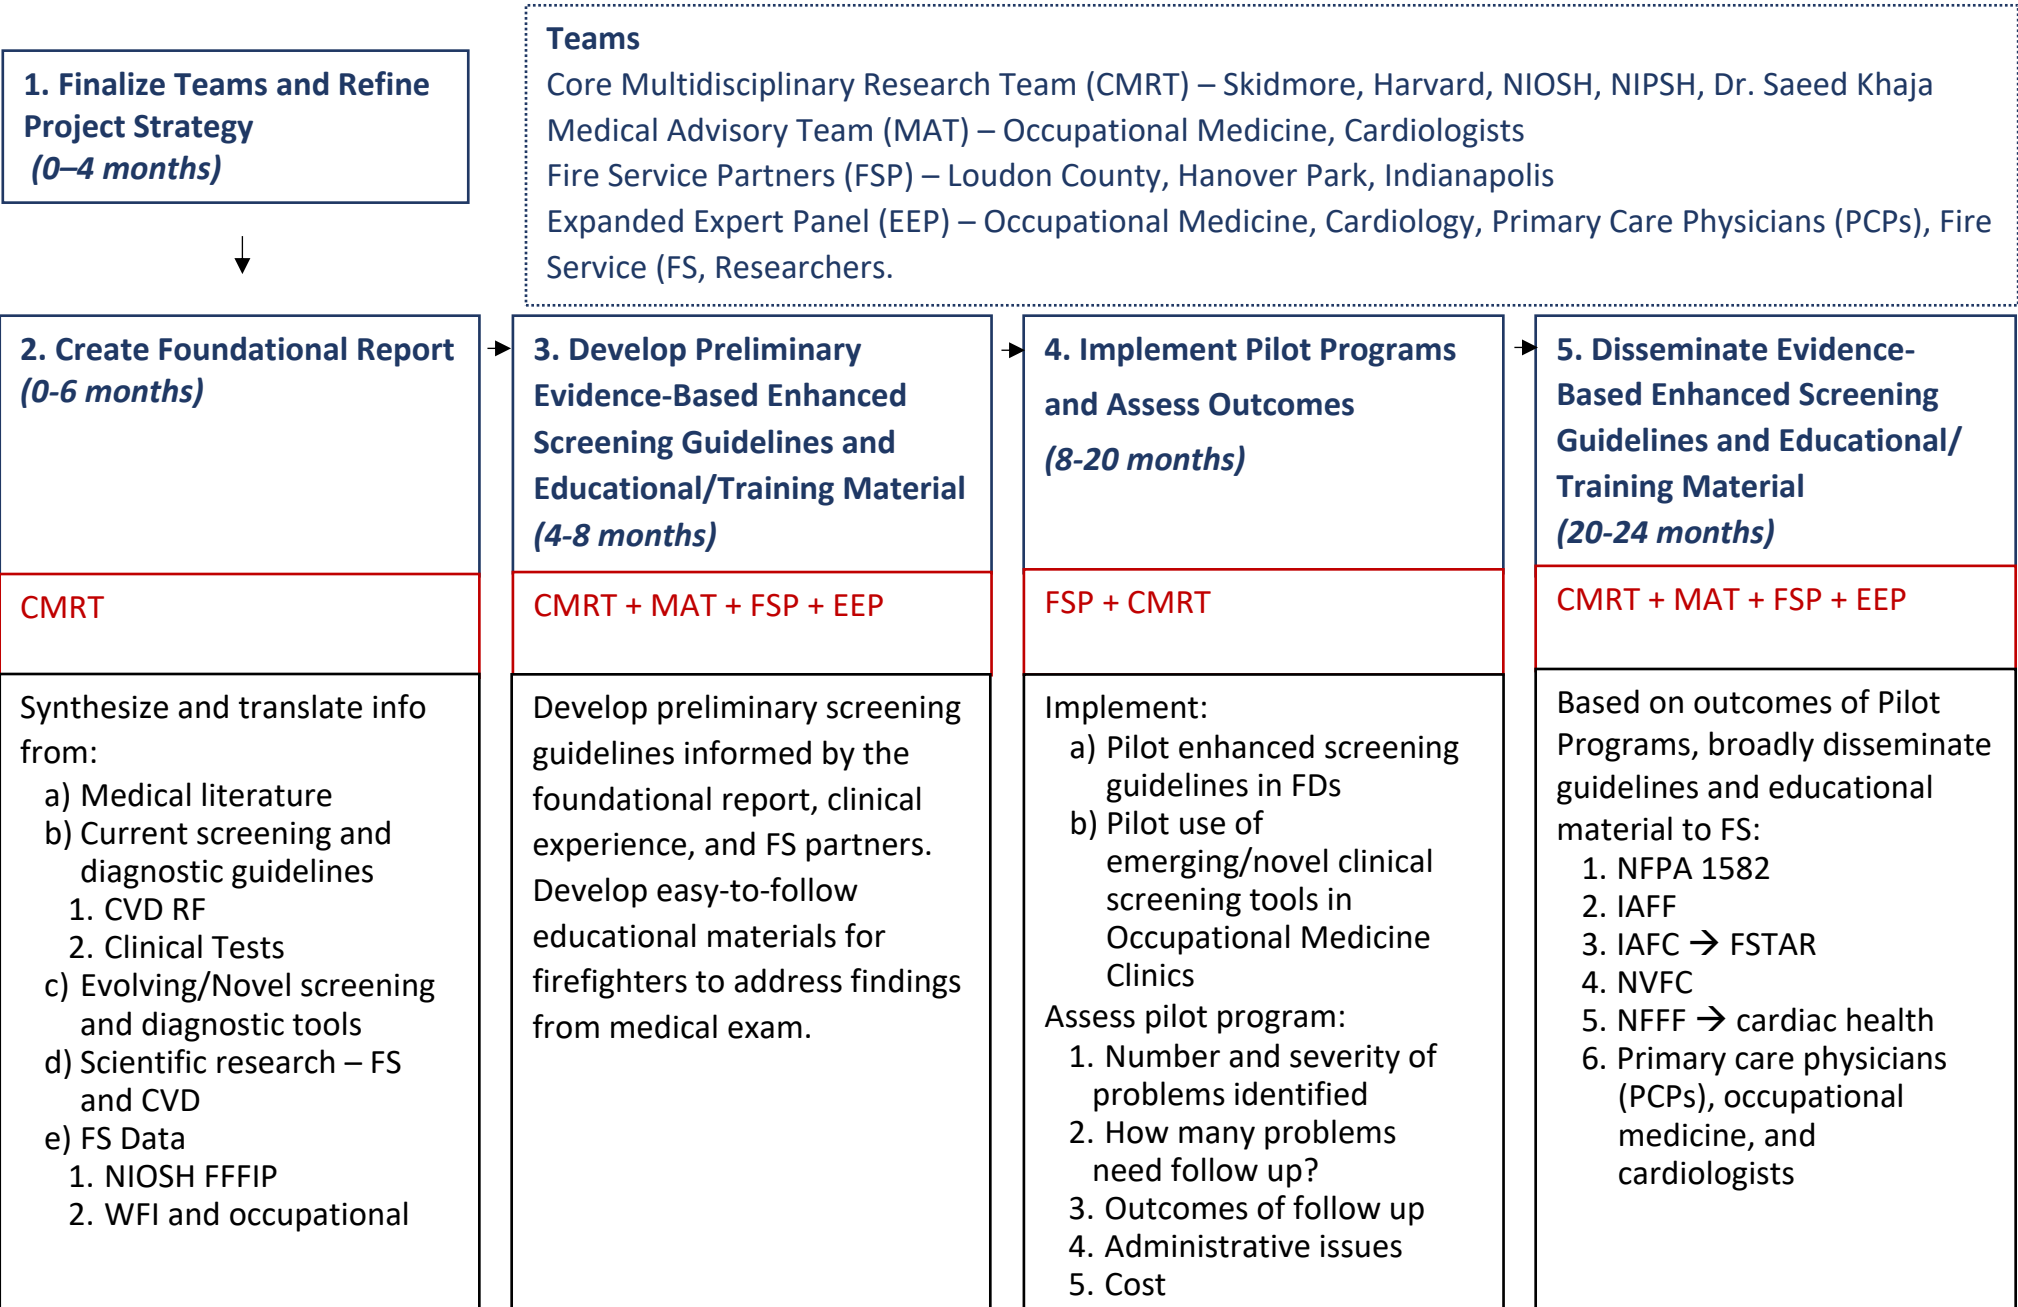 1. Finalize Teams and Refine
Project Strategy
(0–4 months)
Teams
Core Multidisciplinary Research Team (CMRT) – Skidmore, Harvard, NIOSH, NIPSH, Dr. Saeed Khaja
Medical Advisory Team (MAT) – Occupational Medicine, Cardiologists
Fire Service Partners (FSP) – Loudon County, Hanover Park, Indianapolis
Expanded Expert Panel (EEP) – Occupational Medicine, Cardiology, Primary Care Physicians (PCPs), Fire
Service (FS, Researchers.
2. Create Foundational Report
(0-6 months)
CMRT
Synthesize and translate info
from:
a) Medical literature
b) Current screening and
diagnostic guidelines
1. CVD RF
2. Clinical Tests
c) Evolving/Novel screening
and diagnostic tools
d) Scientific research – FS
and CVD
e) FS Data
1. NIOSH FFFIP
2. WFI and occupational
3. Develop Preliminary
Evidence-Based Enhanced
Screening Guidelines and
Educational/Training Material
(4-8 months)
CMRT + MAT + FSP + EEP
Develop preliminary screening
guidelines informed by the
foundational report, clinical
experience, and FS partners.
Develop easy-to-follow
educational materials for
firefighters to address findings
from medical exam.
4. Implement Pilot Programs
and Assess Outcomes
(8-20 months)
FSP + CMRT
Implement:
a) Pilot enhanced screening
guidelines in FDs
b) Pilot use of
emerging/novel clinical
screening tools in
Occupational Medicine
Clinics
Assess pilot program:
1. Number and severity of
problems identified
2. How many problems
need follow up?
3. Outcomes of follow up
4. Administrative issues
5. Cost
5. Disseminate Evidence-
Based Enhanced Screening
Guidelines and Educational/
Training Material
(20-24 months)
CMRT + MAT + FSP + EEP
Based on outcomes of Pilot
Programs, broadly disseminate
guidelines and educational
material to FS:
1. NFPA 1582
2. IAFF
3. IAFC → FSTAR
4. NVFC
5. NFFF → cardiac health
6. Primary care physicians
(PCPs), occupational
medicine, and
cardiologists